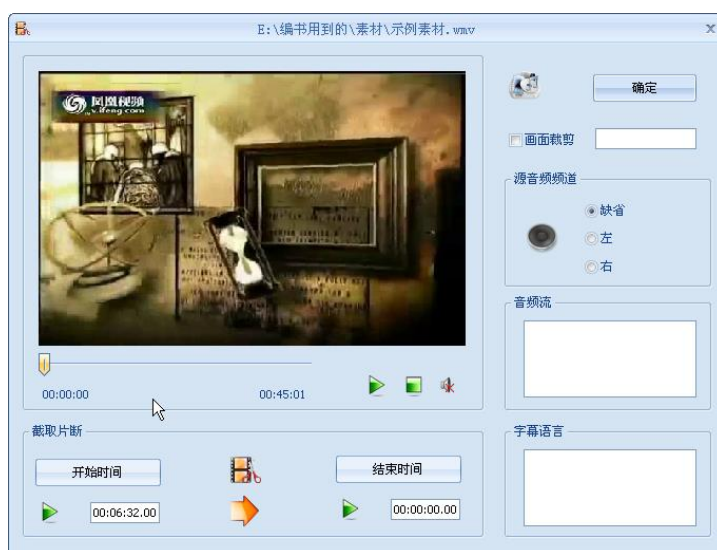 E:\编书用到的\素材\示例素材.wmv
x
凤凰视频
v.ifeng.com
确定
画面裁剪
源音频频道
缺省
左
右
音频流
00:00:00
00:45:01
截取片断
字幕语言
开始时间
结束时间
00:06:32.00
00:00:00.00